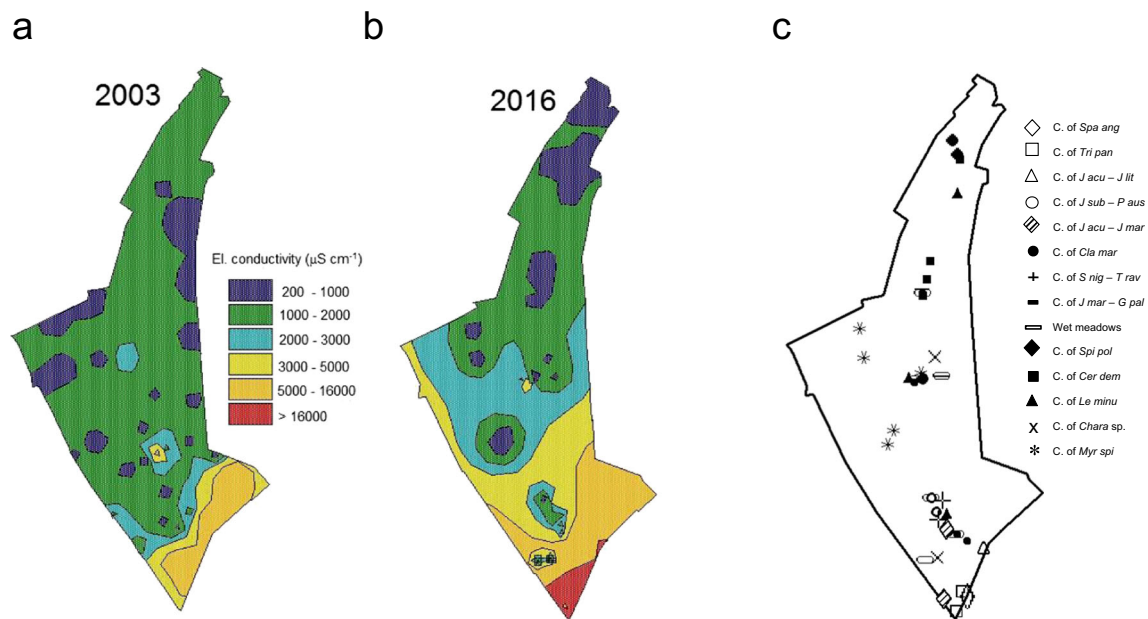 a
b
c
2003
2016
El. conductivity (µS cm⁻¹)
200 - 1000
1000 - 2000
2000 - 3000
3000 - 5000
5000 - 16000
> 16000
C. of Spa ang
C. of Tri pan
C. of J acu – J lit
C. of J sub – P aus
C. of J acu – J mar
C. of Cla mar
C. of S nig – T rav
C. of J mar – G pal
Wet meadows
C. of Spi pol
C. of Cer dem
C. of Le minu
C. of Chara sp.
C. of Myr spi